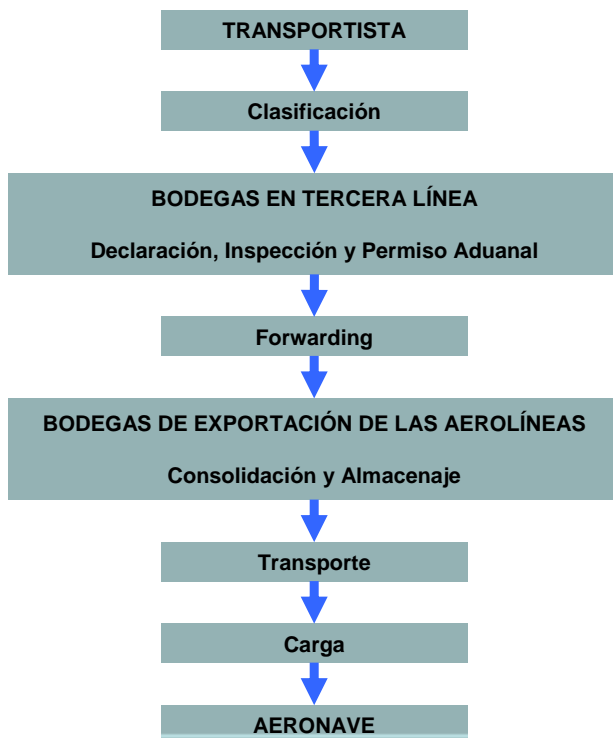 TRANSPORTISTA
Clasificación
BODEGAS EN TERCERA LÍNEA
Declaración, Inspección y Permiso Aduanal
Forwarding
BODEGAS DE EXPORTACIÓN DE LAS AEROLÍNEAS
Consolidación y Almacenaje
Transporte
Carga
AERONAVE